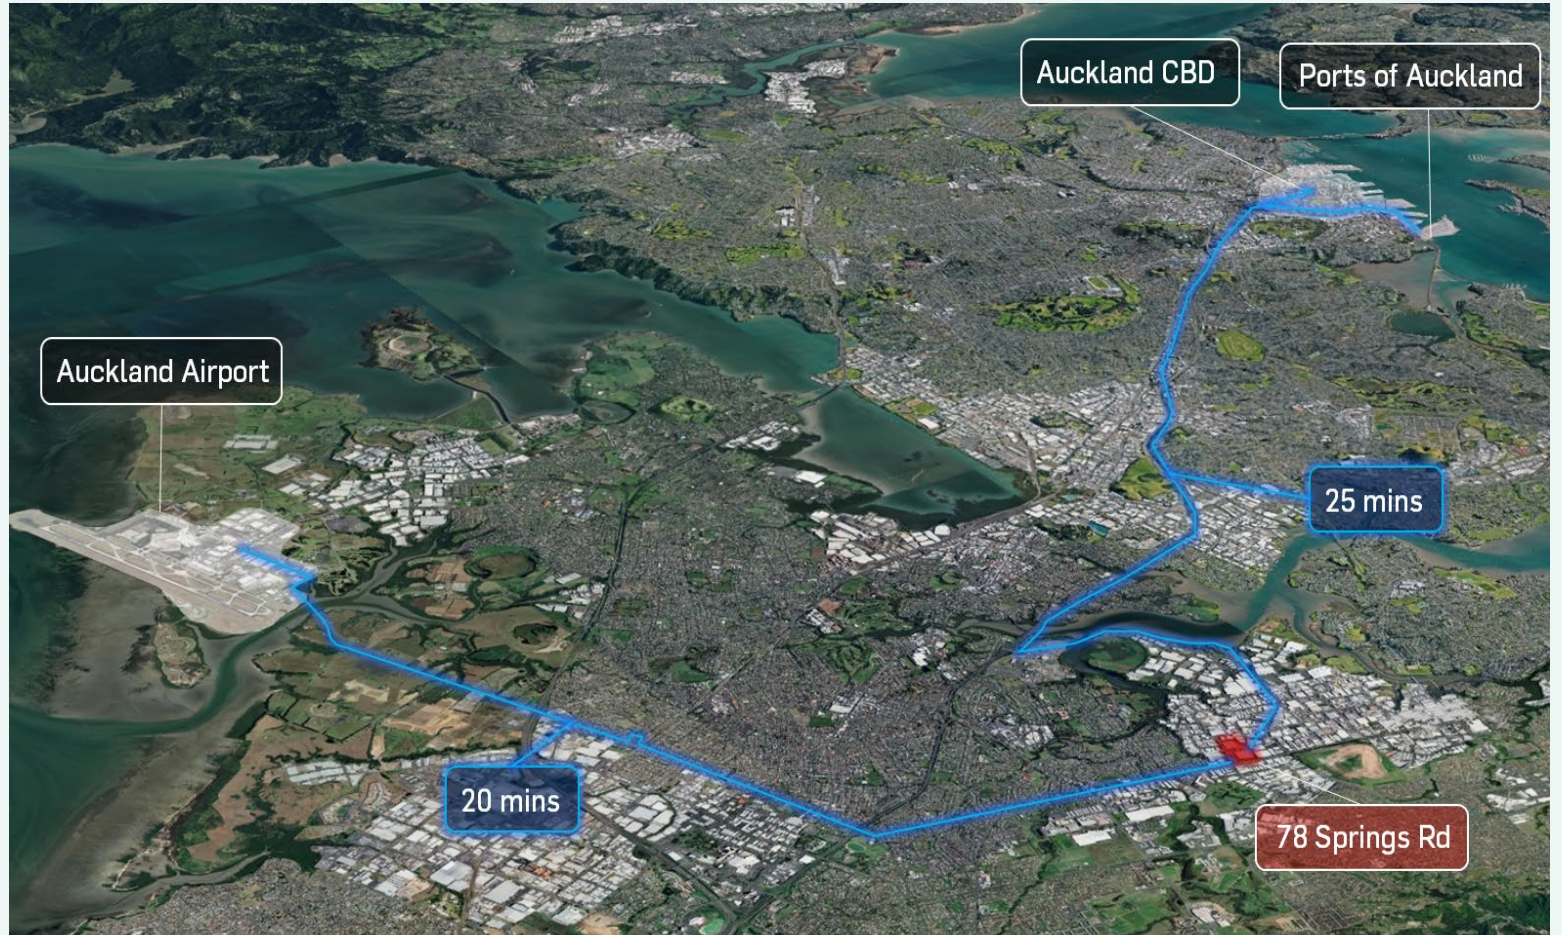 Auckland CBD
Ports of Auckland
Auckland Airport
25 mins
20 mins
78 Springs Rd